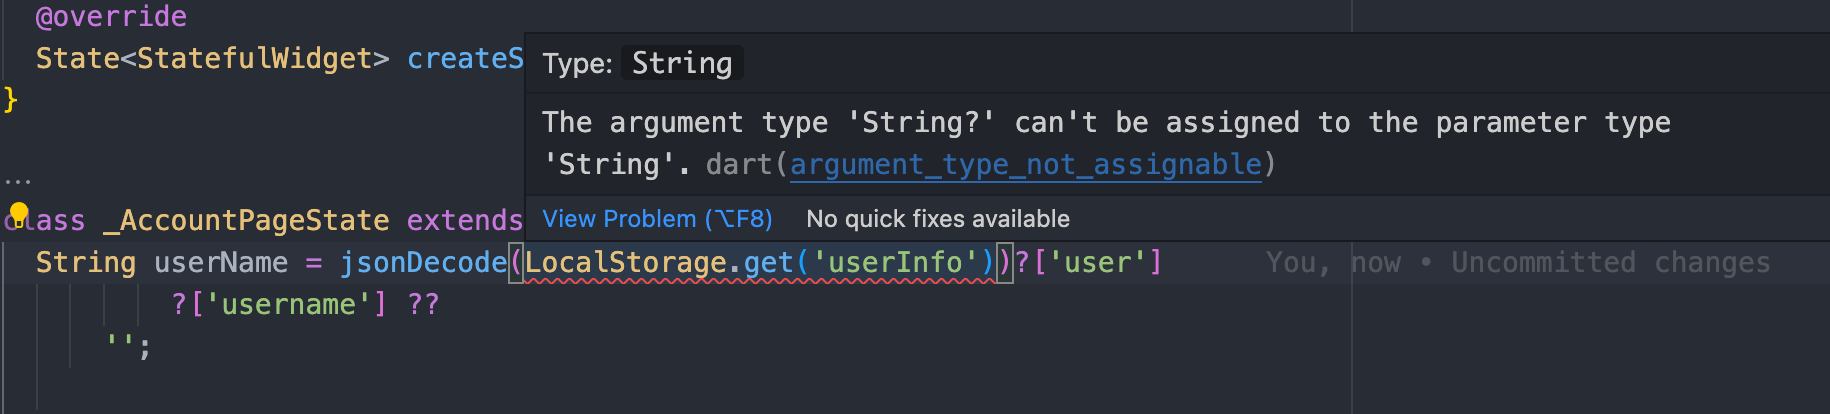 @override
State<StatefulWidget> createS
}
Type: String
The argument type 'String?' can't be assigned to the parameter type
'String'. dart(argument_type_not_assignable)
View Problem (⌥F8) No quick fixes available
...
class _AccountPageState extends
String userName = jsonDecode(LocalStorage.get('userInfo'))?['user'] You, now • Uncommitted changes
?['username'] ??
'';